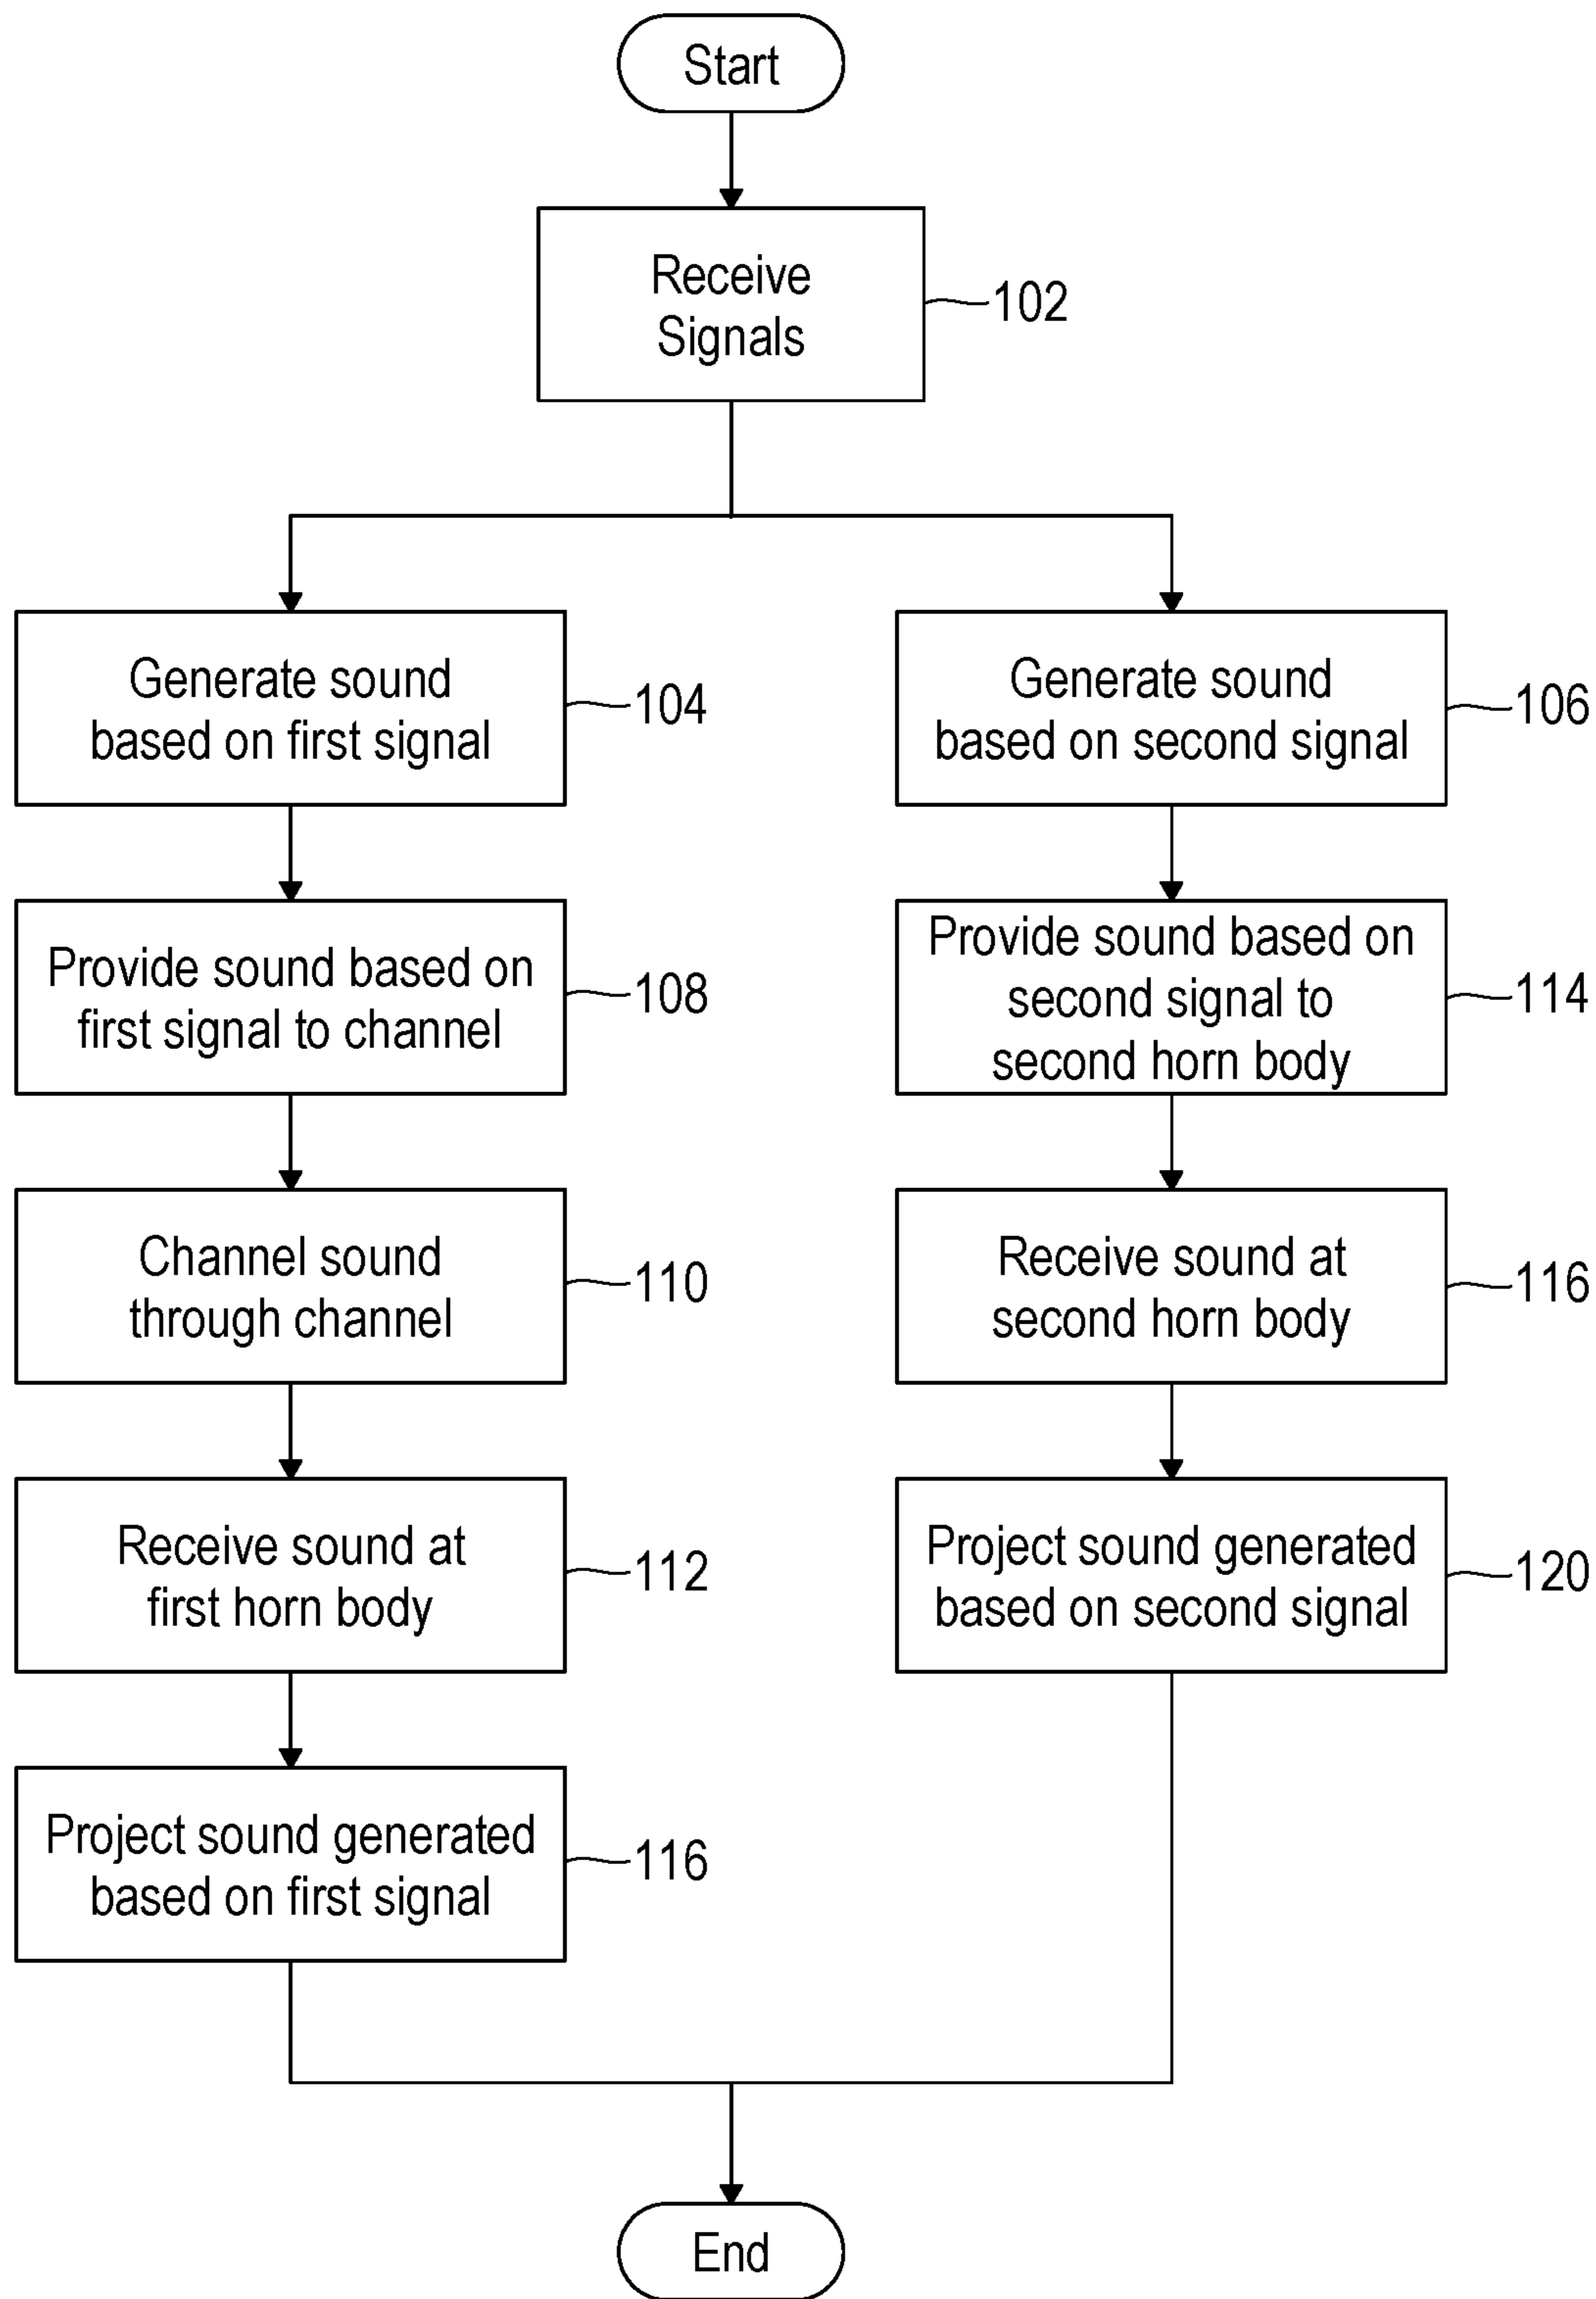 Start
Receive
Signals
102
Generate sound
based on first signal
104
Generate sound
based on second signal
106
Provide sound based on
first signal to channel
108
Provide sound based on
second signal to
second horn body
114
Channel sound
through channel
110
Receive sound at
second horn body
116
Receive sound at
first horn body
112
Project sound generated
based on second signal
120
Project sound generated
based on first signal
116
End